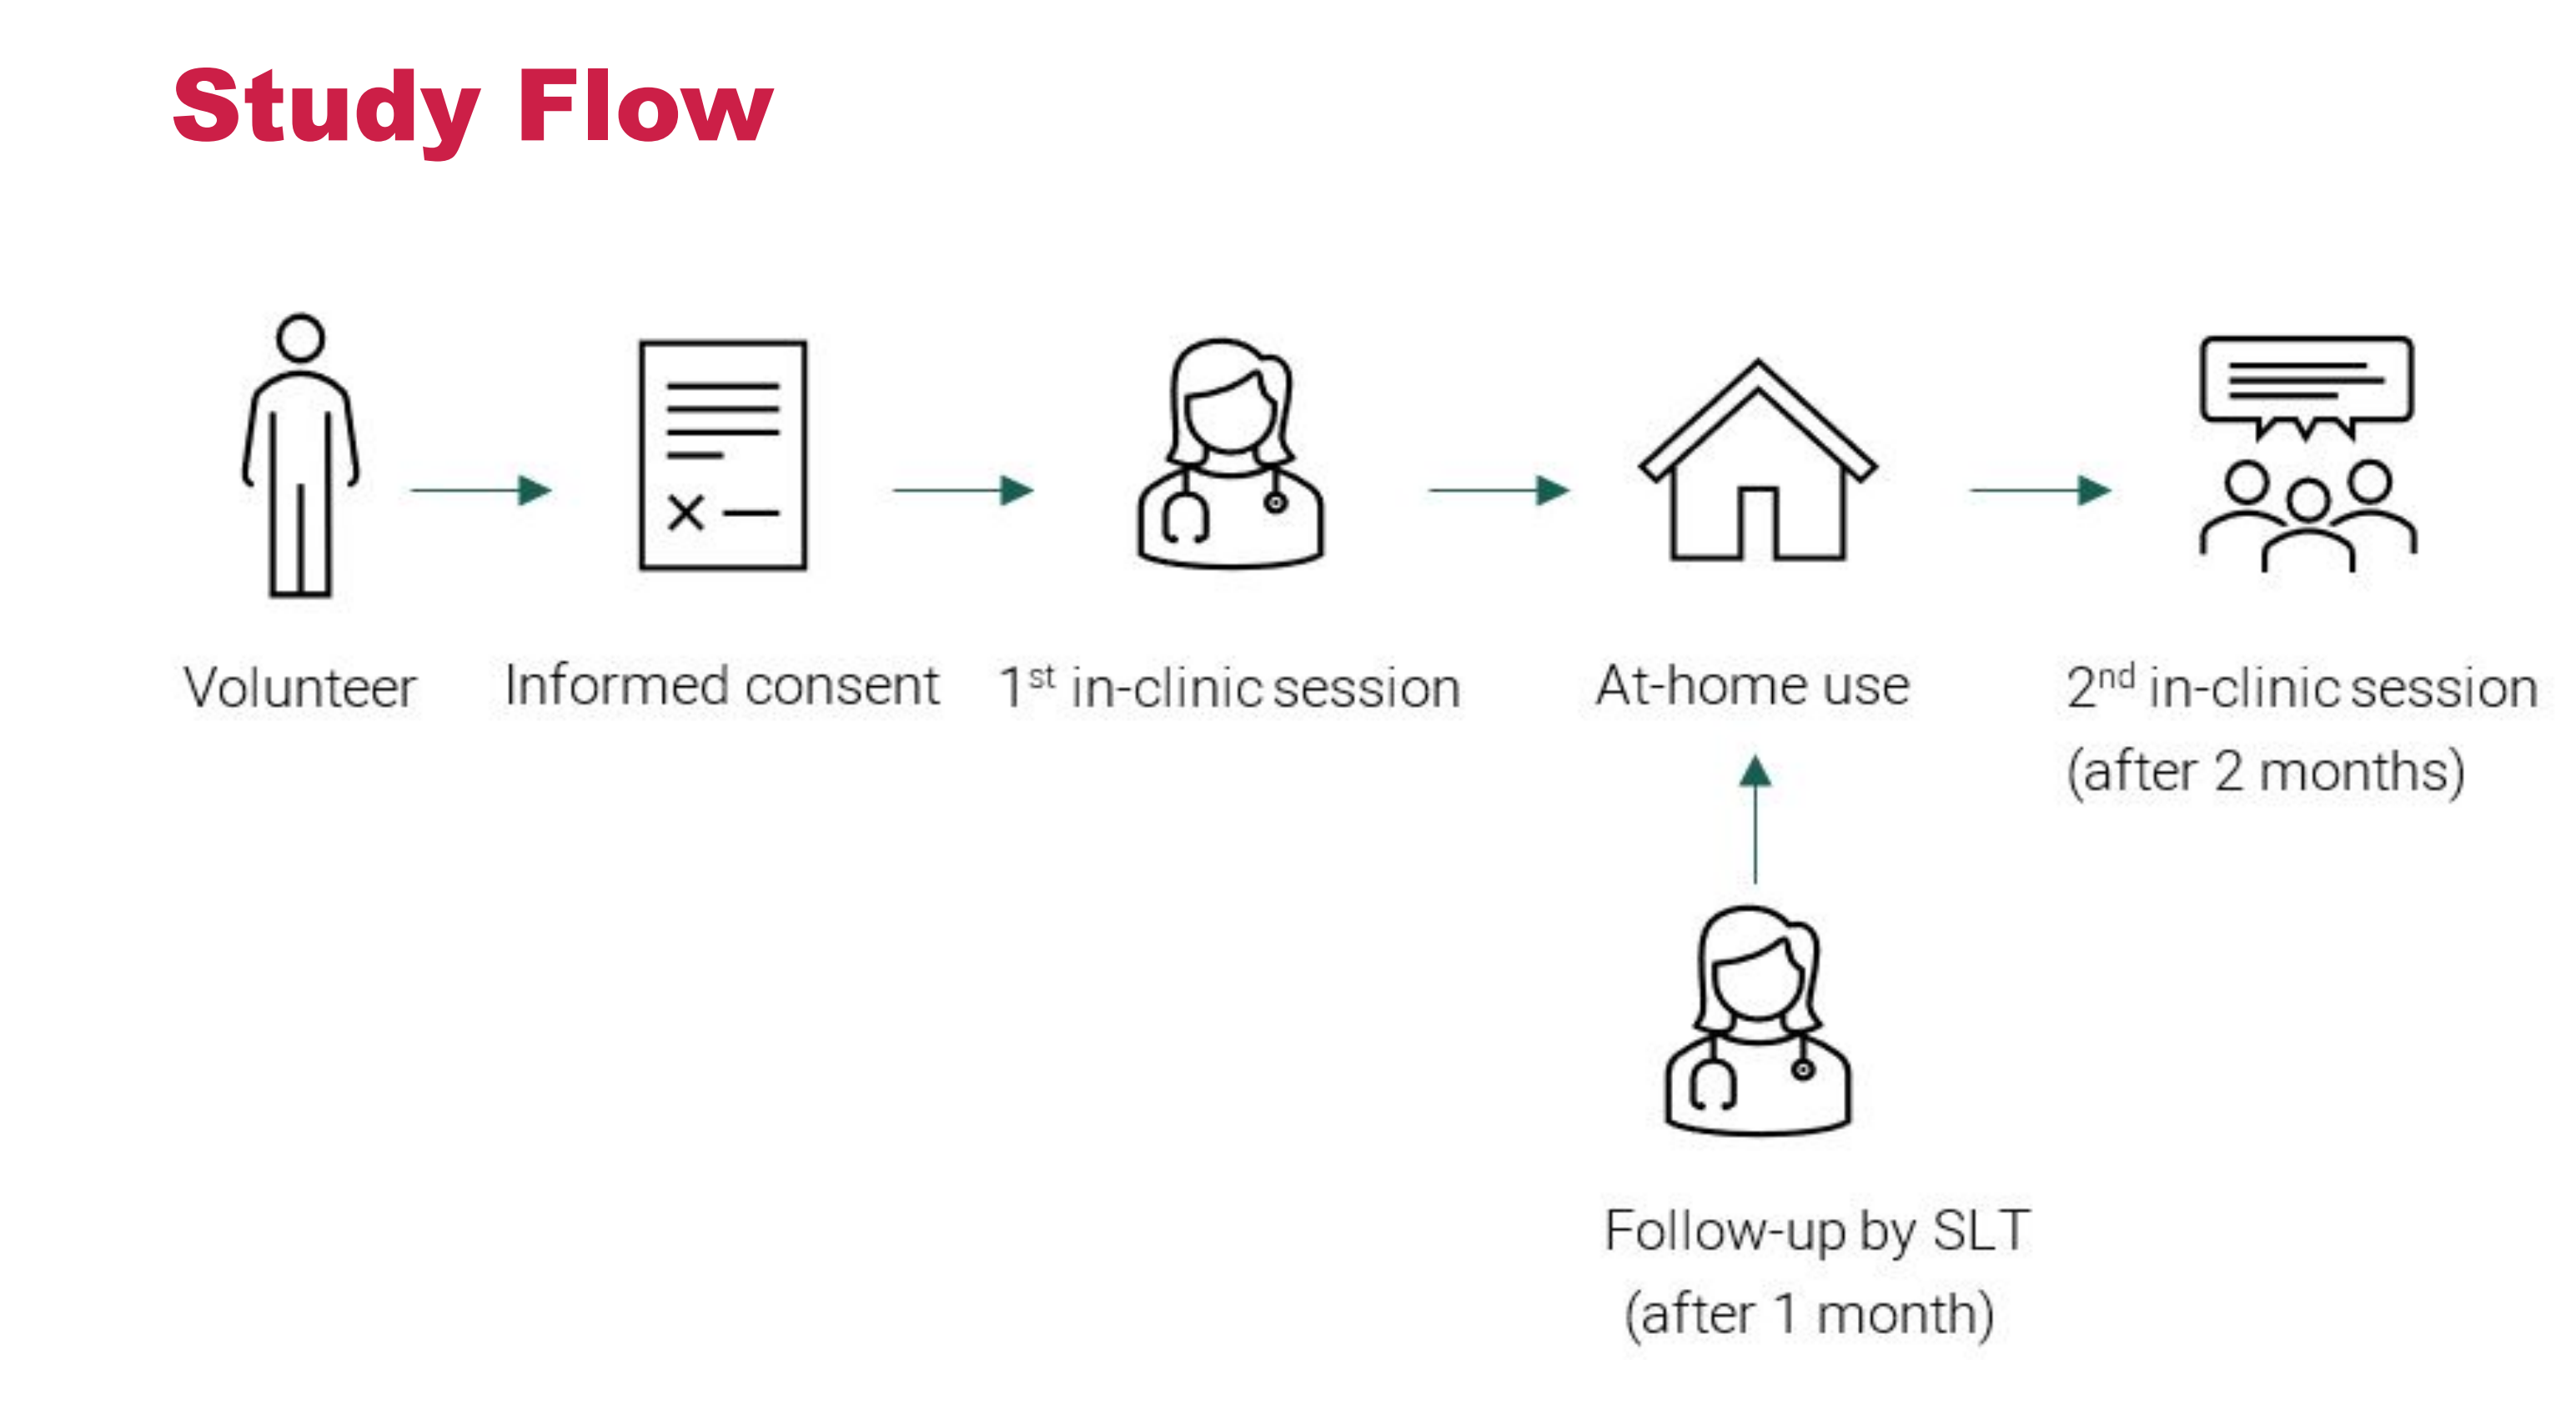 Study Flow
Volunteer
Informed consent
1st in-clinic session
At-home use
2nd in-clinic session
(after 2 months)
Follow-up by SLT
(after 1 month)